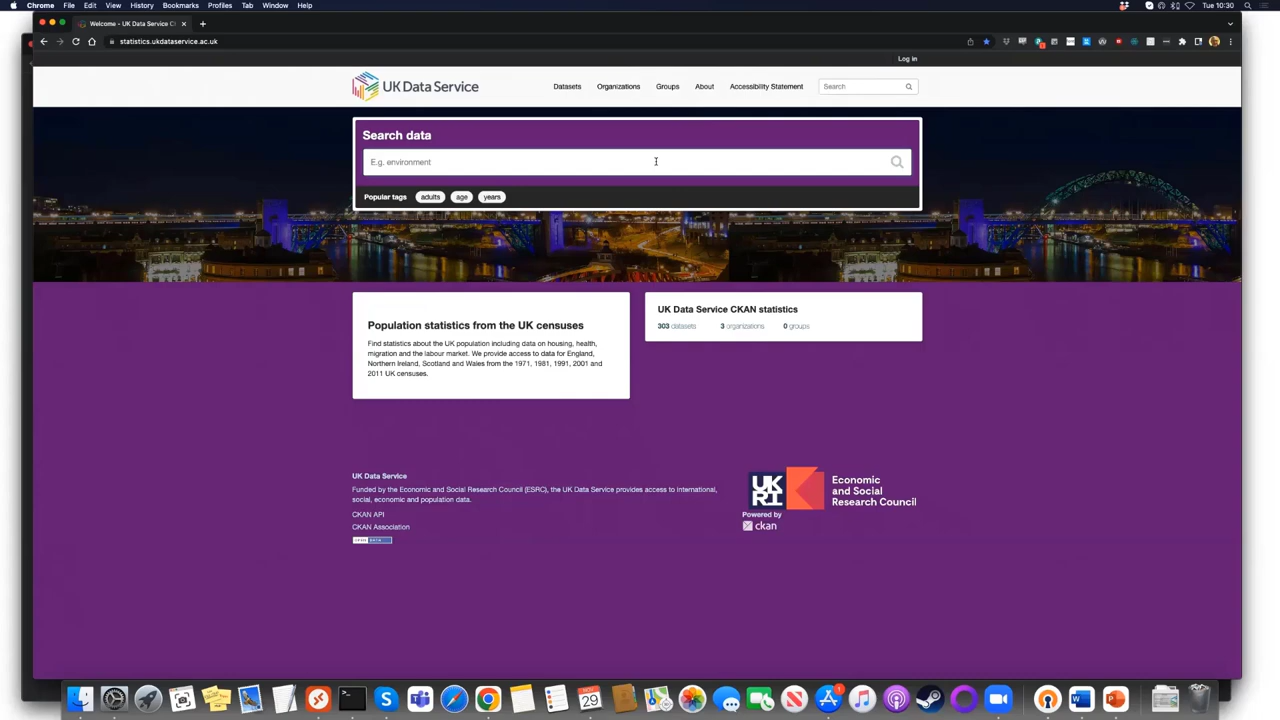 Chrome File Edit View History Bookmarks Profiles Tab Window Help Tue 10:30
Welcome - UK Data Service C
statistics.ukdataservice.ac.uk
Log in
UK Data Service
Datasets Organizations Groups About Accessibility Statement Search
Search data
E.g. environment
Popular tags adults age years
Population statistics from the UK censuses
Find statistics about the UK population including data on housing, health,
migration and the labour market. We provide access to data for England,
Northern Ireland, Scotland and Wales from the 1971, 1981, 1991, 2001 and
2011 UK censuses.
UK Data Service CKAN statistics
303 datasets 3 organizations 0 groups
UK Data Service
Funded by the Economic and Social Research Council (ESRC), the UK Data Service provides access to international,
social, economic and population data.
CKAN API
CKAN Association
OPEN DATA
UKRI
Economic
and Social
Research Council
Powered by
ckan
NOV
29